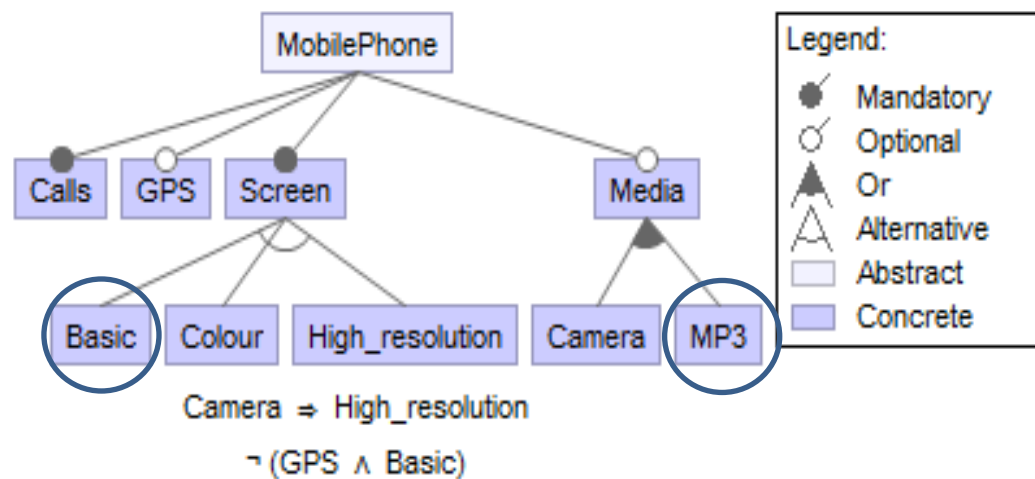 MobilePhone
Legend:
Mandatory
Optional
Or
Alternative
Abstract
Concrete
Calls GPS Screen Media
Basic Colour High_resolution Camera MP3
Camera ⇒ High_resolution
¬ (GPS ∧ Basic)